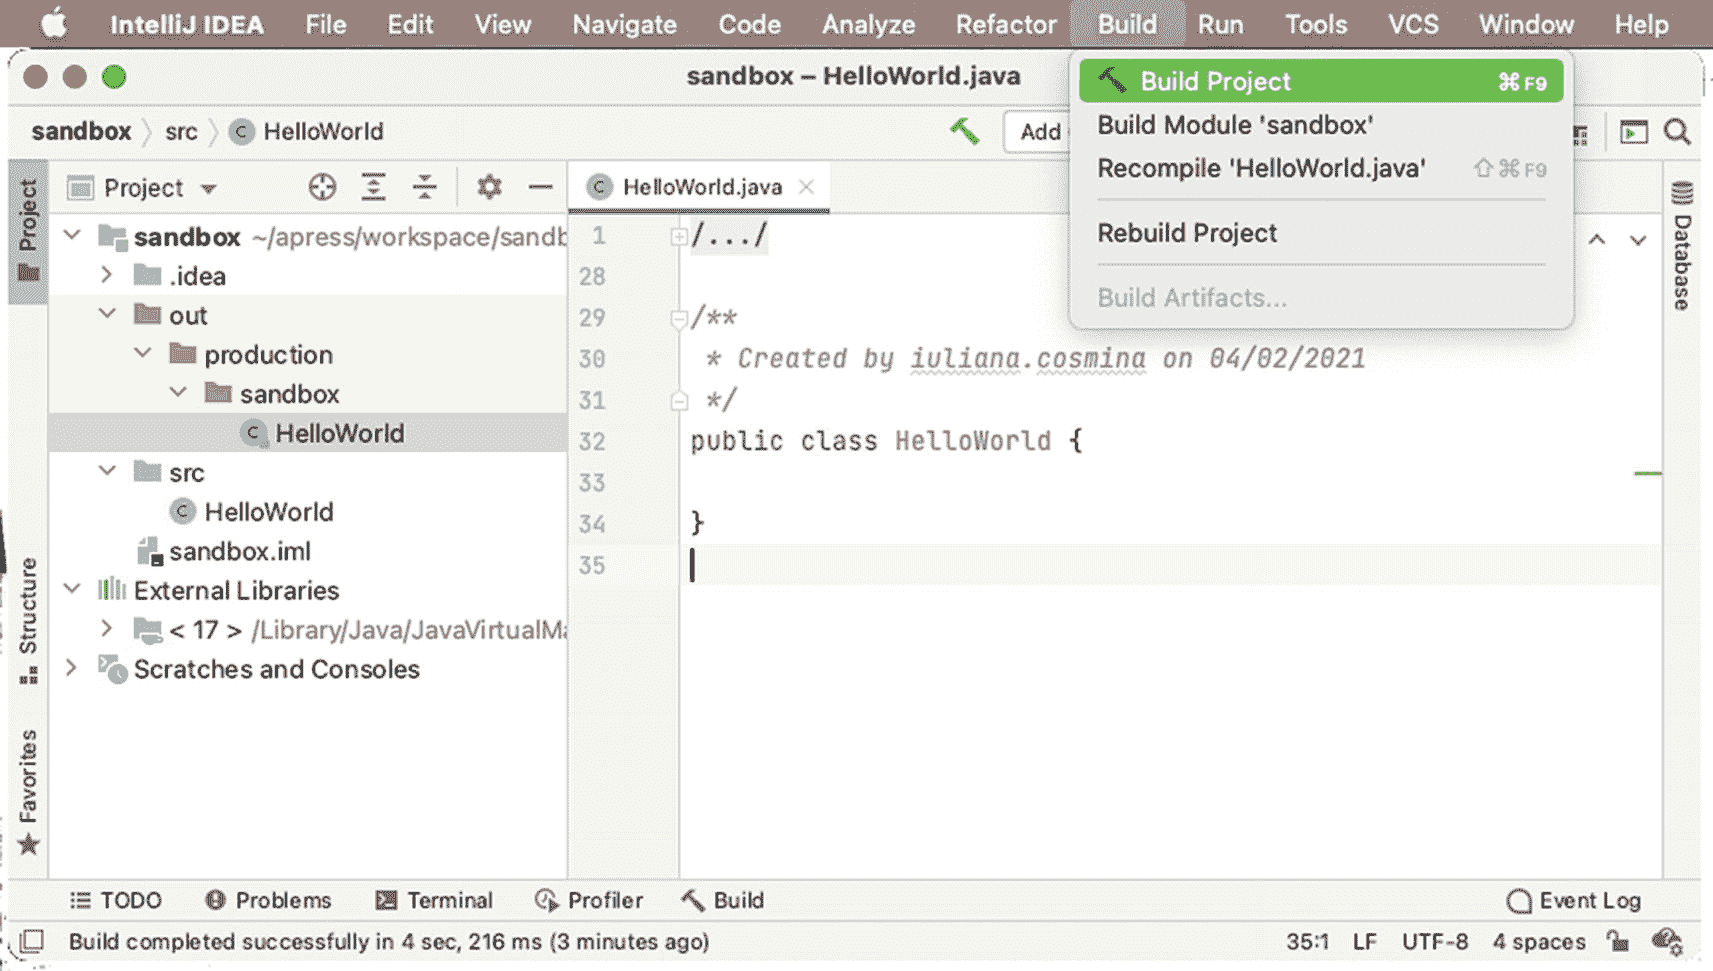 IntelliJ IDEA File Edit View Navigate Code Analyze Refactor Build Run Tools VCS Window Help
sandbox – HelloWorld.java
Build Project ⌘F9
Build Module 'sandbox'
Recompile 'HelloWorld.java' ⇧⌘F9
Rebuild Project
Build Artifacts...
sandbox src HelloWorld
Add
Project
Project
Structure
Favorites
sandbox ~/apress/workspace/sandb
.idea
out
production
sandbox
HelloWorld
src
HelloWorld
sandbox.iml
External Libraries
< 17 > /Library/Java/JavaVirtualMa
Scratches and Consoles
HelloWorld.java
1 /.../
28
29 /**
30 * Created by iuliana.cosmina on 04/02/2021
31 */
32 public class HelloWorld {
33
34 }
35
Database
TODO Problems Terminal Profiler Build Event Log
Build completed successfully in 4 sec, 216 ms (3 minutes ago) 35:1 LF UTF-8 4 spaces